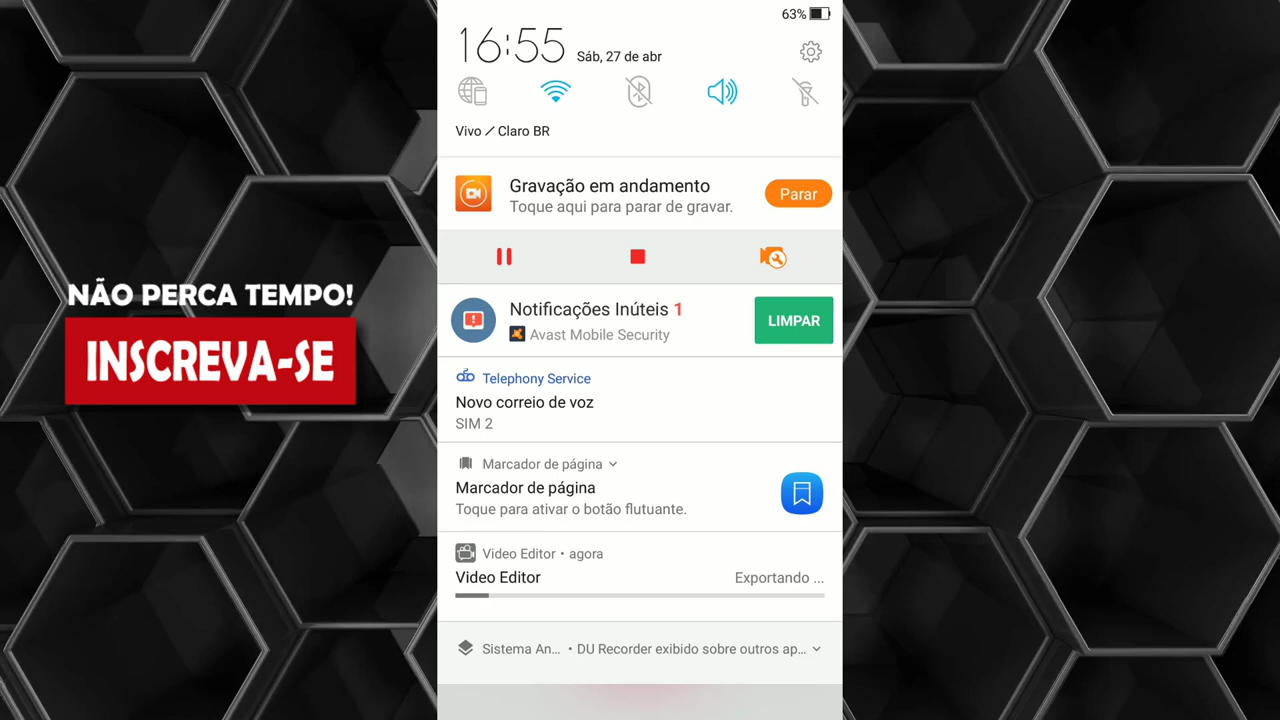 63%
16:55 Sáb, 27 de abr
Vivo / Claro BR
Gravação em andamento
Toque aqui para parar de gravar.
Parar
NÃO PERCA TEMPO!
INSCREVA-SE
Notificações Inúteis 1
Avast Mobile Security
LIMPAR
Telephony Service
Novo correio de voz
SIM 2
Marcador de página
Marcador de página
Toque para ativar o botão flutuante.
Video Editor • agora
Video Editor Exportando ...
Sistema An... • DU Recorder exibido sobre outros ap...